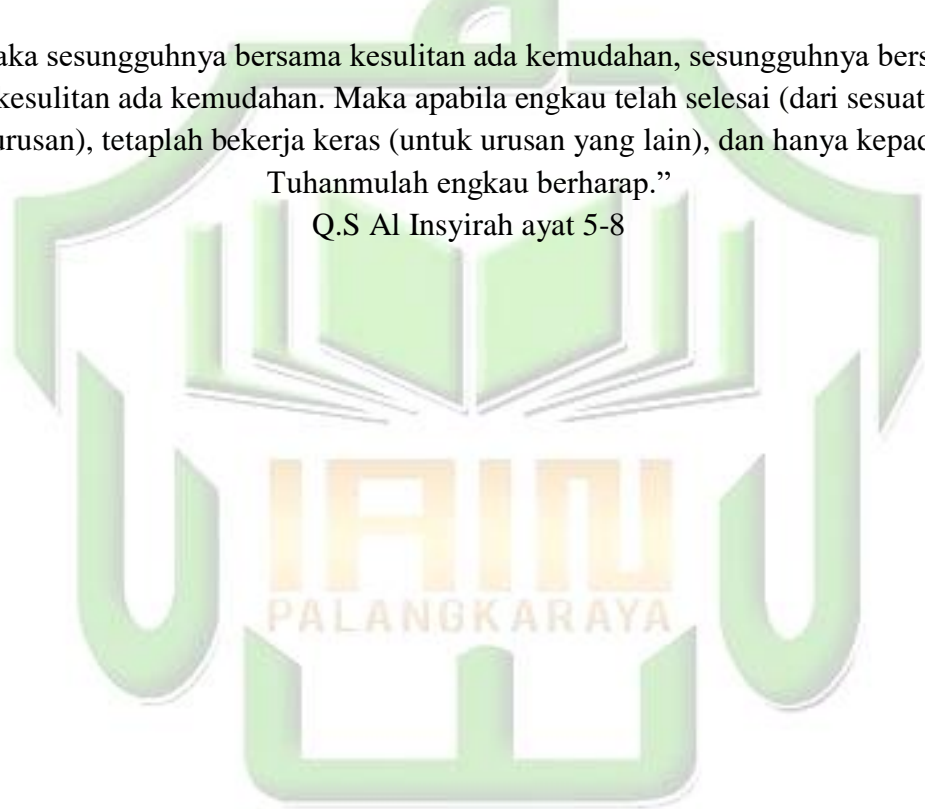 aka sesungguhnya bersama kesulitan ada kemudahan, sesungguhnya bers
kesulitan ada kemudahan. Maka apabila engkau telah selesai (dari sesuat
urusan), tetaplah bekerja keras (untuk urusan yang lain), dan hanya kepad
Tuhanmulah engkau berharap.”
Q.S Al Insyirah ayat 5-8
IAIN
PALANGKARAYA